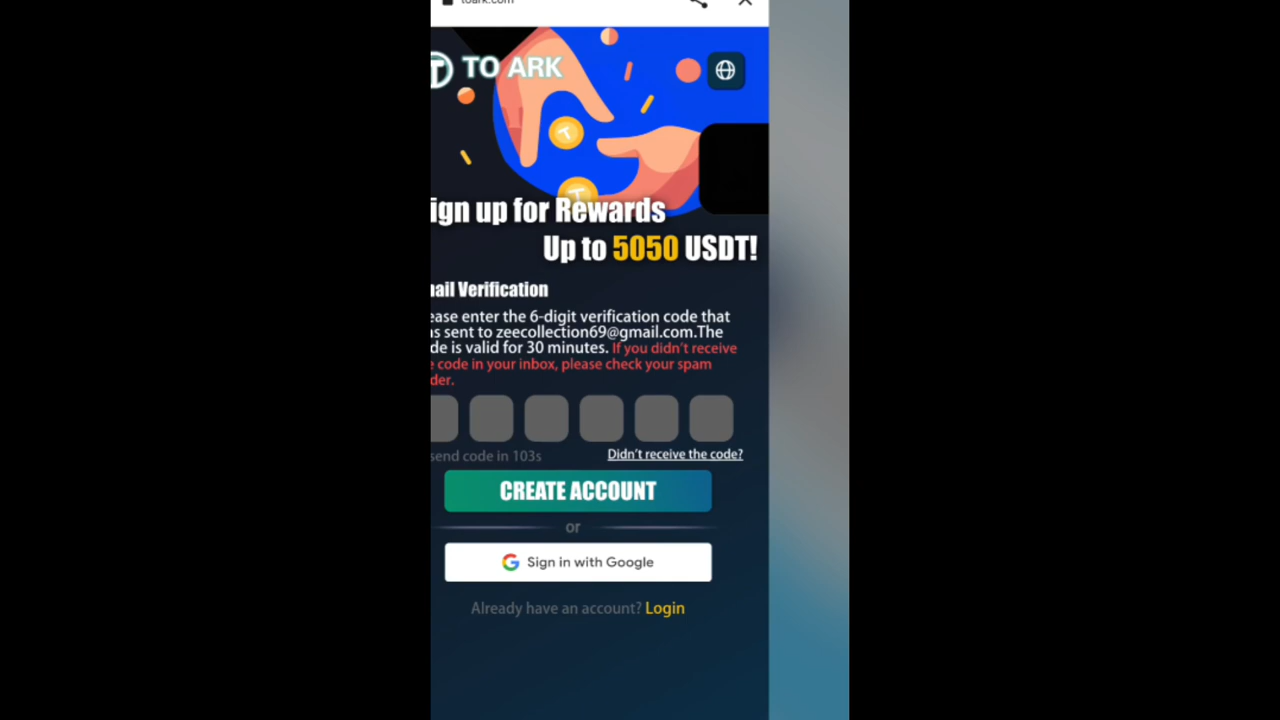 toark.com
TO ARK
ign up for Rewards
Up to 5050 USDT!
ail Verification
ease enter the 6-digit verification code that
s sent to zeecollection69@gmail.com.The
de is valid for 30 minutes. If you didn't receive
code in your inbox, please check your spam
der.
send code in 103s Didn't receive the code?
CREATE ACCOUNT
or
Sign in with Google
Already have an account? Login